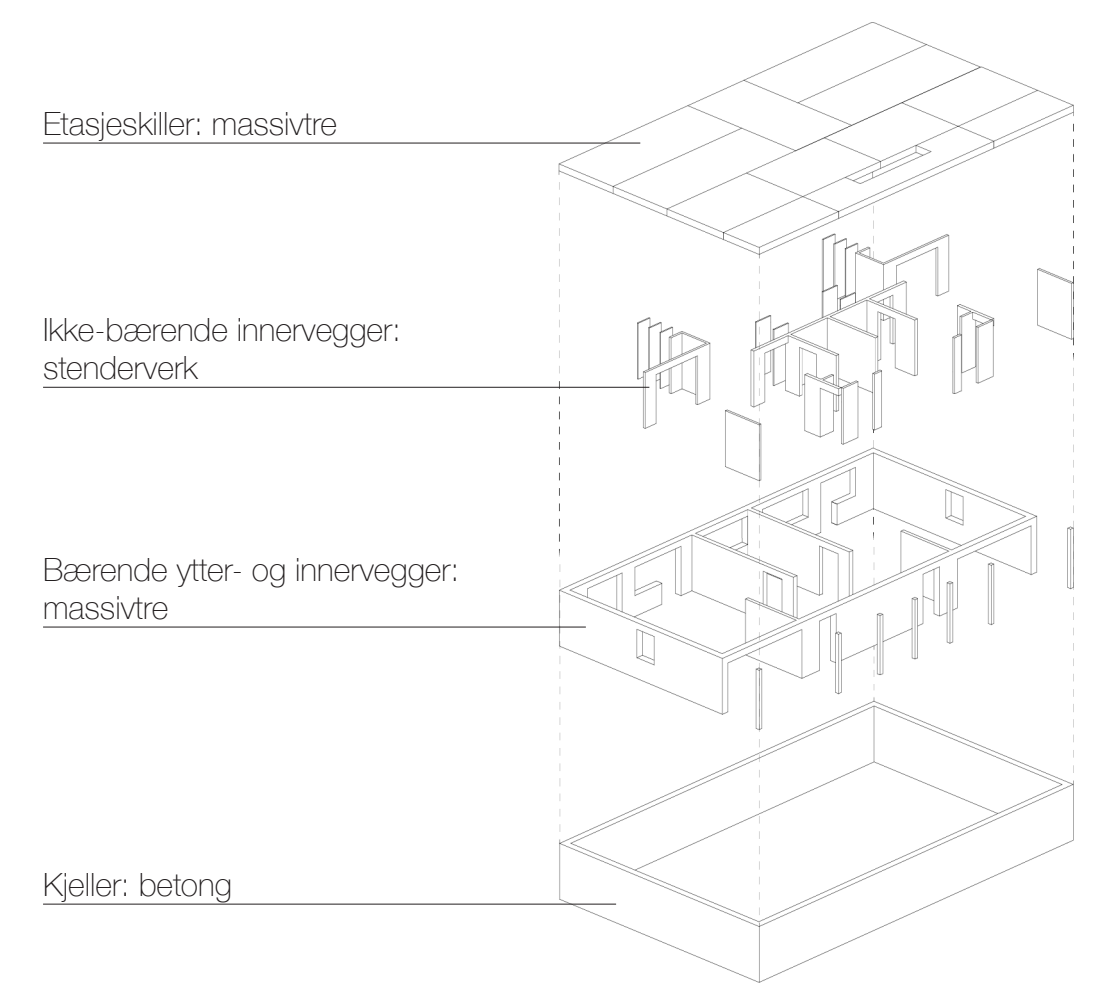 Etasjeskiller: massivtre
Ikke-bærende innervegger:
stenderverk
Bærende ytter- og innervegger:
massivtre
Kjeller: betong